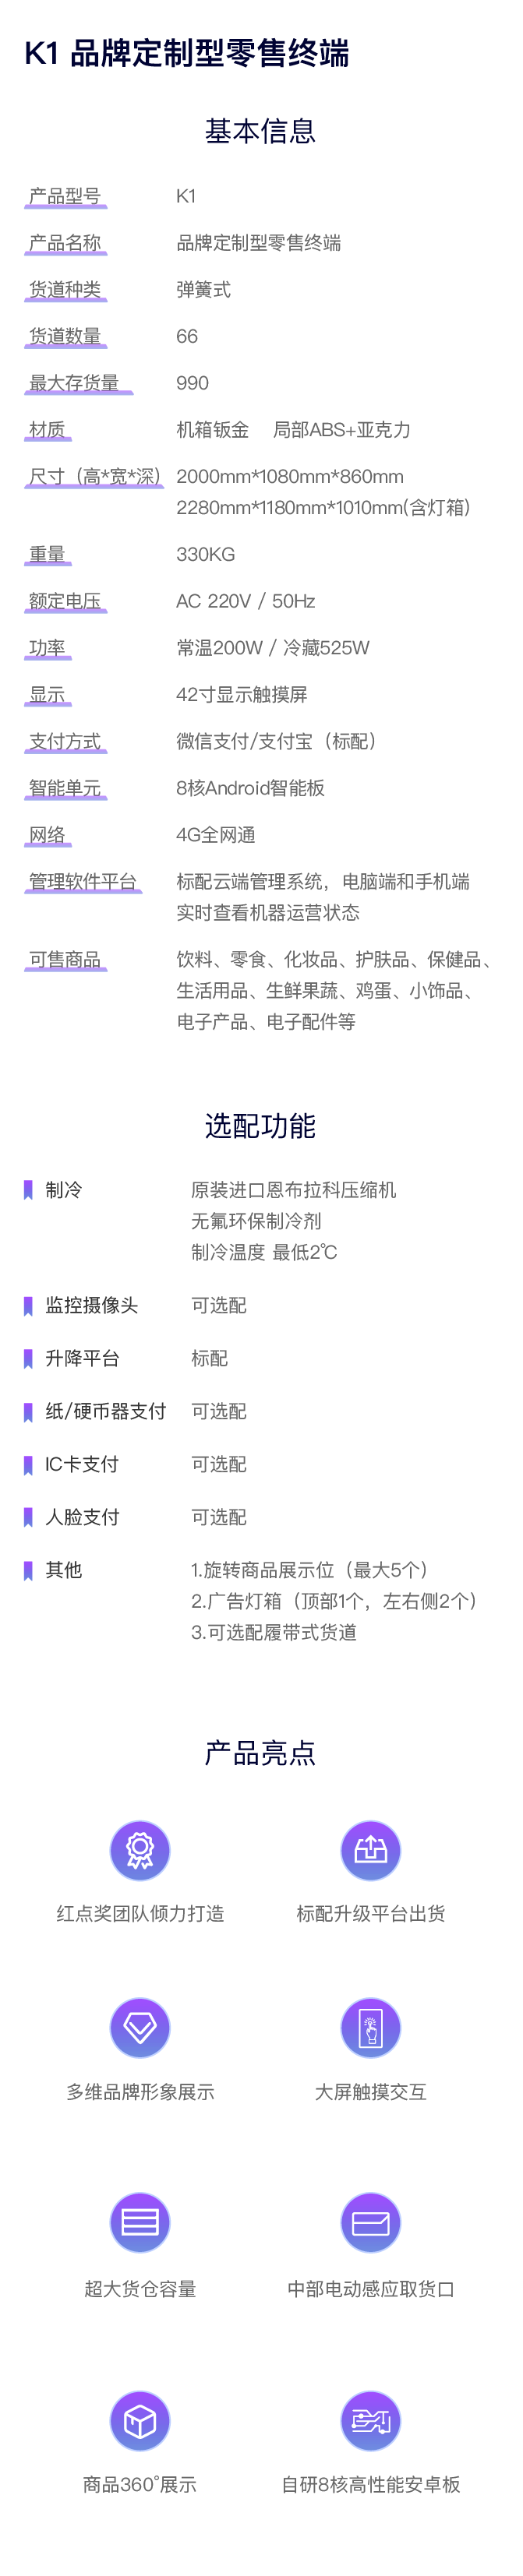 K1 品牌定制型零售终端
基本信息
产品型号 K1
产品名称 品牌定制型零售终端
货道种类 弹簧式
货道数量 66
最大存货量 990
材质 机箱钣金 局部ABS+亚克力
尺寸（高*宽*深） 2000mm*1080mm*860mm
2280mm*1180mm*1010mm(含灯箱)
重量 330KG
额定电压 AC 220V / 50Hz
功率 常温200W / 冷藏525W
显示 42寸显示触摸屏
支付方式 微信支付/支付宝（标配）
智能单元 8核Android智能板
网络 4G全网通
管理软件平台 标配云端管理系统，电脑端和手机端
实时查看机器运营状态
可售商品 饮料、零食、化妆品、护肤品、保健品、
生活用品、生鲜果蔬、鸡蛋、小饰品、
电子产品、电子配件等
选配功能
制冷 原装进口恩布拉科压缩机
无氟环保制冷剂
制冷温度 最低2℃
监控摄像头 可选配
升降平台 标配
纸/硬币器支付 可选配
IC卡支付 可选配
人脸支付 可选配
其他 1.旋转商品展示位（最大5个）
2.广告灯箱（顶部1个，左右侧2个）
3.可选配履带式货道
产品亮点
红点奖团队倾力打造 标配升级平台出货
多维品牌形象展示 大屏触摸交互
超大货仓容量 中部电动感应取货口
商品360°展示 自研8核高性能安卓板